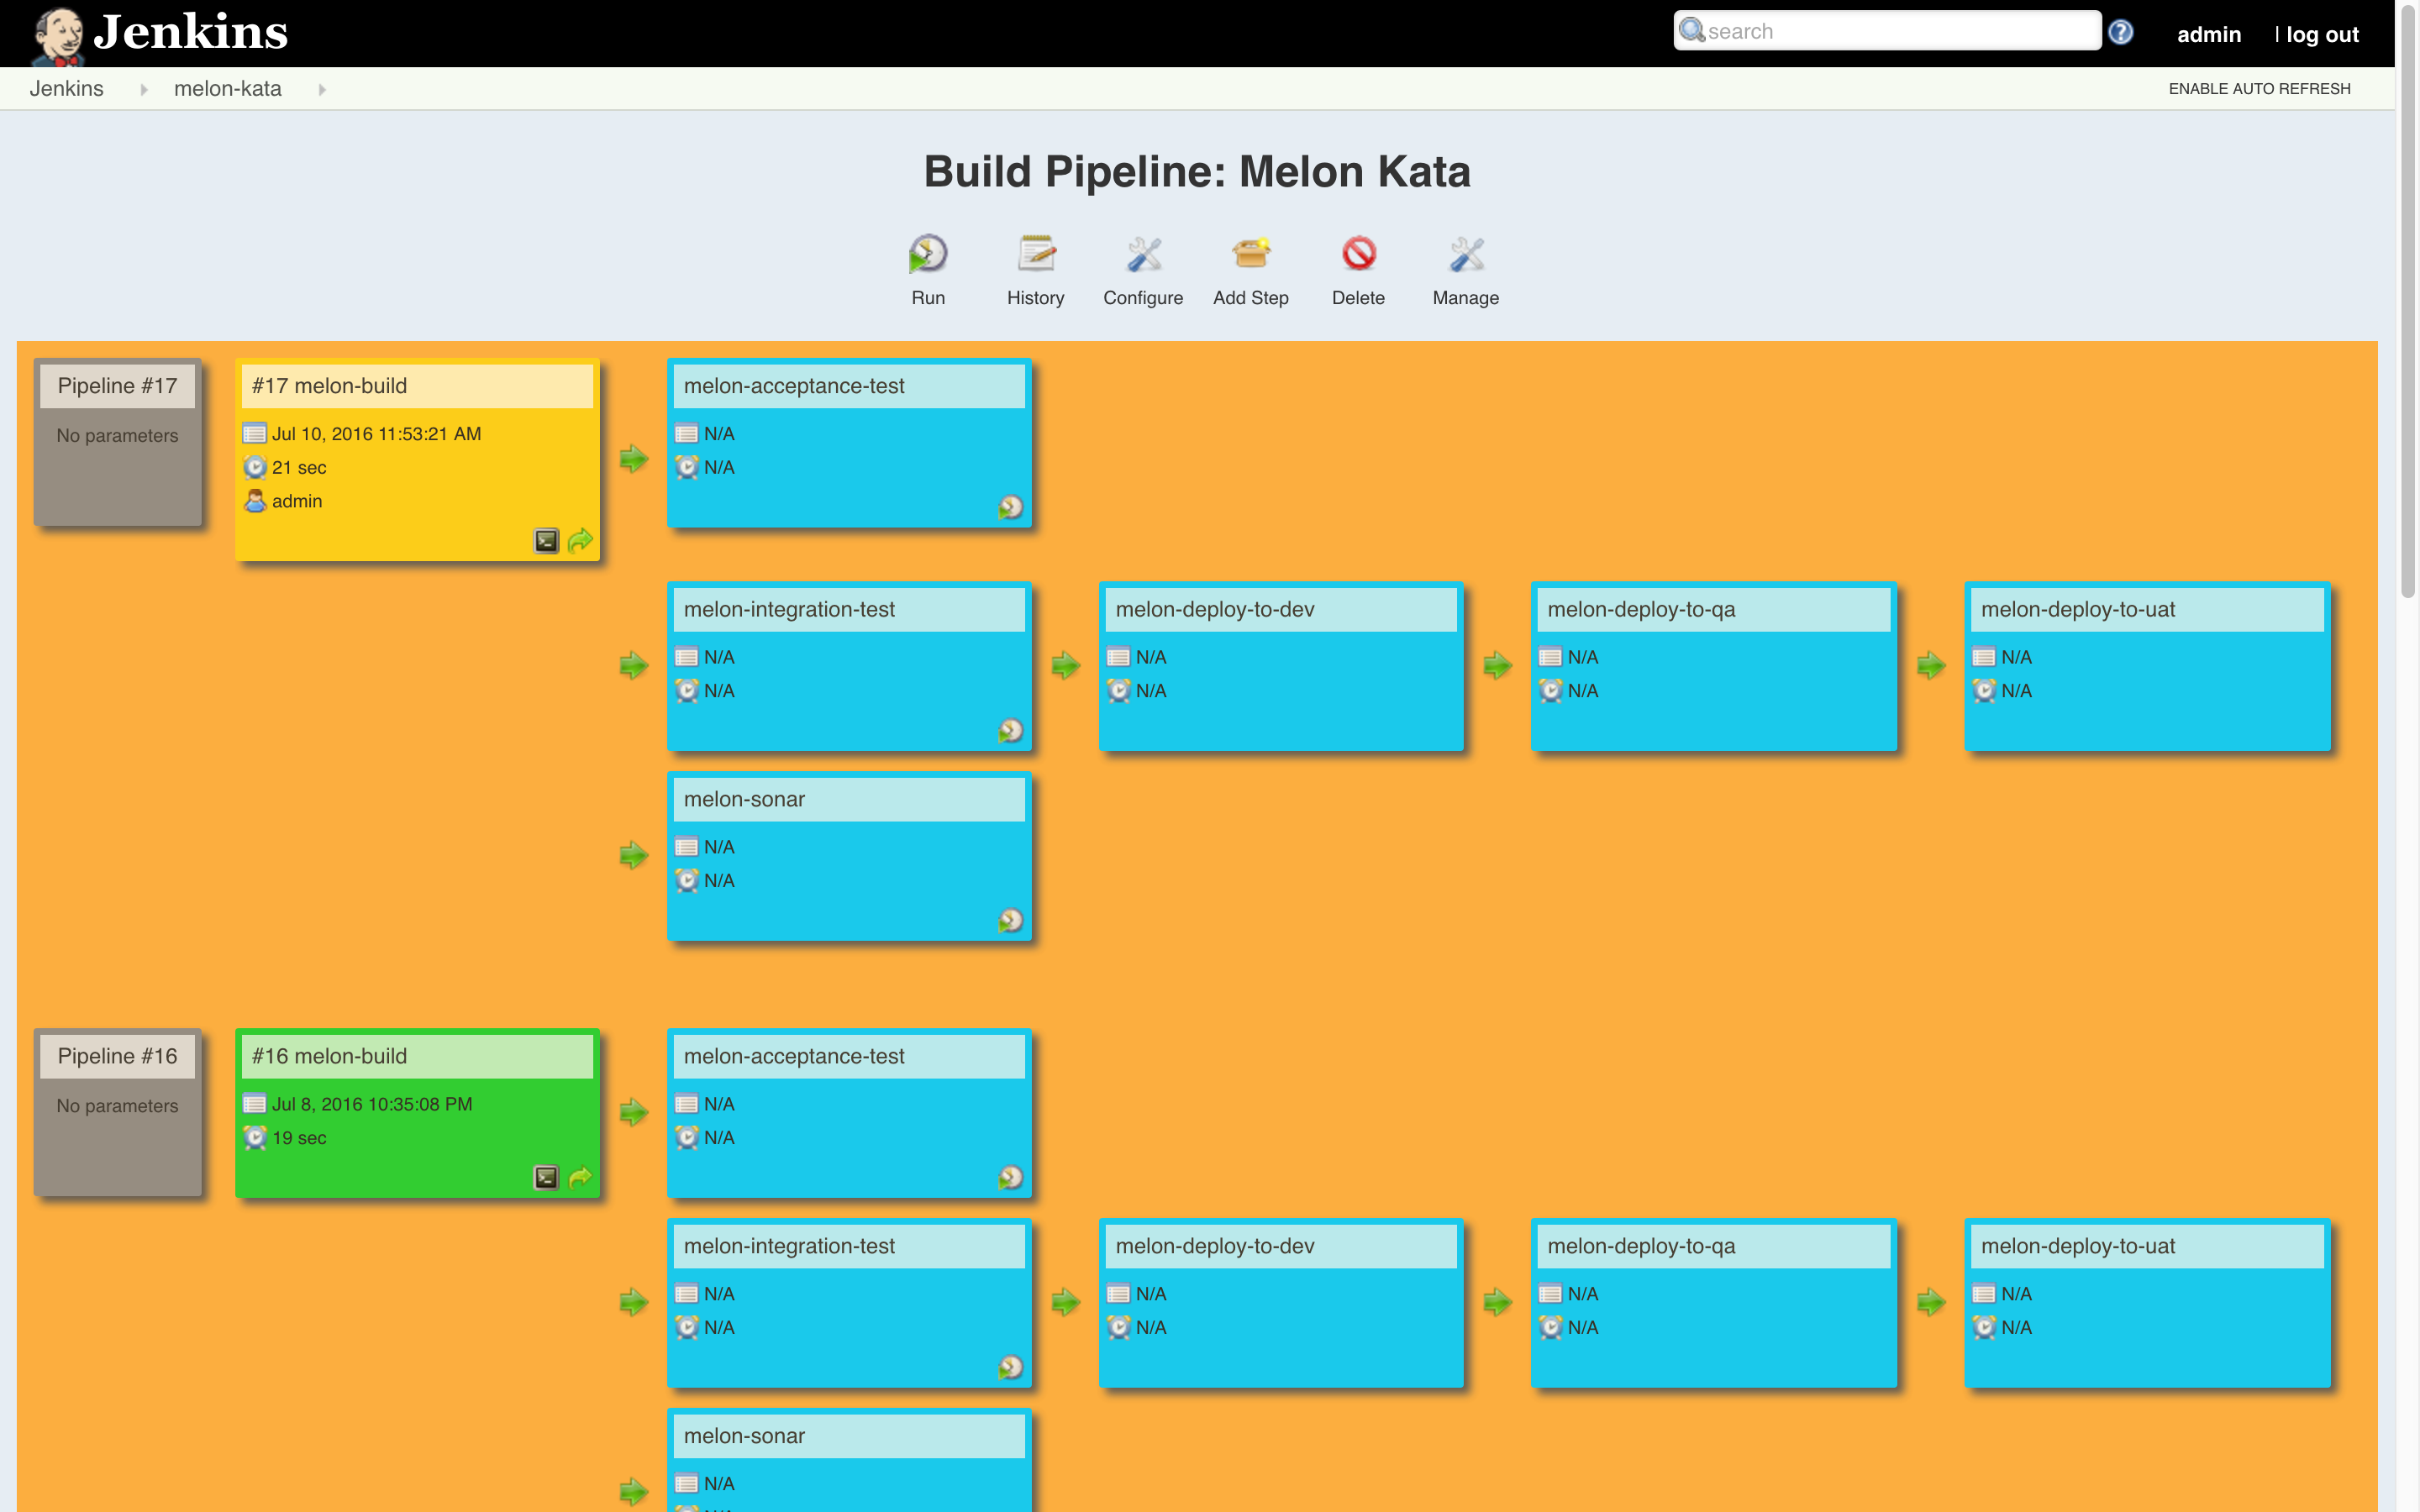 Jenkins
search
admin
| log out
Jenkins
melon-kata
ENABLE AUTO REFRESH
Build Pipeline: Melon Kata
Run
History
Configure
Add Step
Delete
Manage
Pipeline #17
No parameters
#17 melon-build
Jul 10, 2016 11:53:21 AM
21 sec
admin
melon-acceptance-test
N/A
N/A
melon-integration-test
N/A
N/A
melon-deploy-to-dev
N/A
N/A
melon-deploy-to-qa
N/A
N/A
melon-deploy-to-uat
N/A
N/A
melon-sonar
N/A
N/A
Pipeline #16
No parameters
#16 melon-build
Jul 8, 2016 10:35:08 PM
19 sec
melon-acceptance-test
N/A
N/A
melon-integration-test
N/A
N/A
melon-deploy-to-dev
N/A
N/A
melon-deploy-to-qa
N/A
N/A
melon-deploy-to-uat
N/A
N/A
melon-sonar
N/A